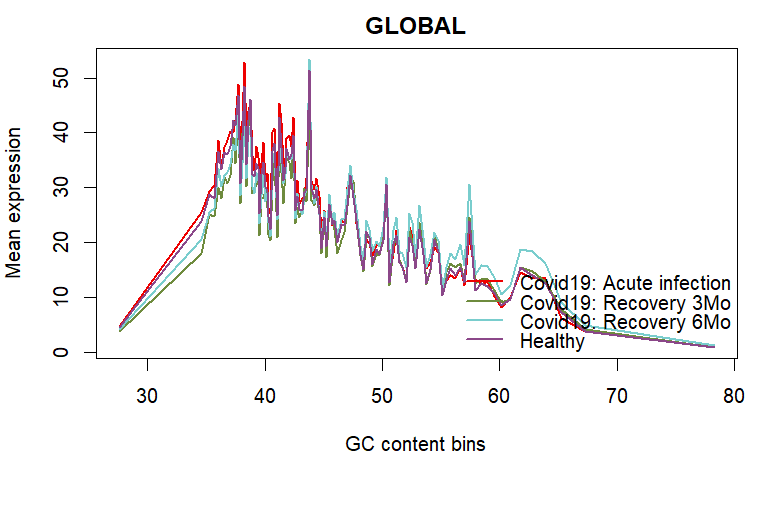 GLOBAL
Mean expression
50
40
30
20
10
0
Covid19: Acute infection
Covid19: Recovery 3Mo
Covid19: Recovery 6Mo
Healthy
30 40 50 60 70 80
GC content bins